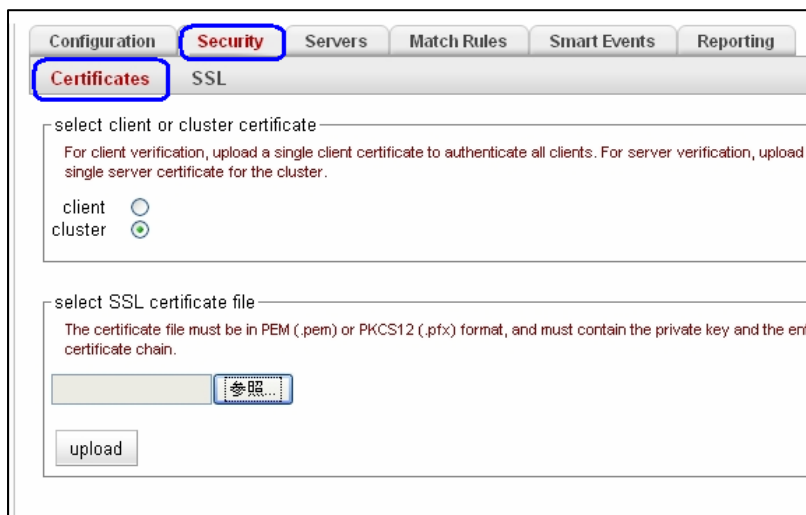 Configuration Security Servers Match Rules Smart Events Reporting
Certificates SSL
select client or cluster certificate
For client verification, upload a single client certificate to authenticate all clients. For server verification, upload
single server certificate for the cluster.
client
cluster
select SSL certificate file
The certificate file must be in PEM (.pem) or PKCS12 (.pfx) format, and must contain the private key and the
certificate chain.
参照...
upload